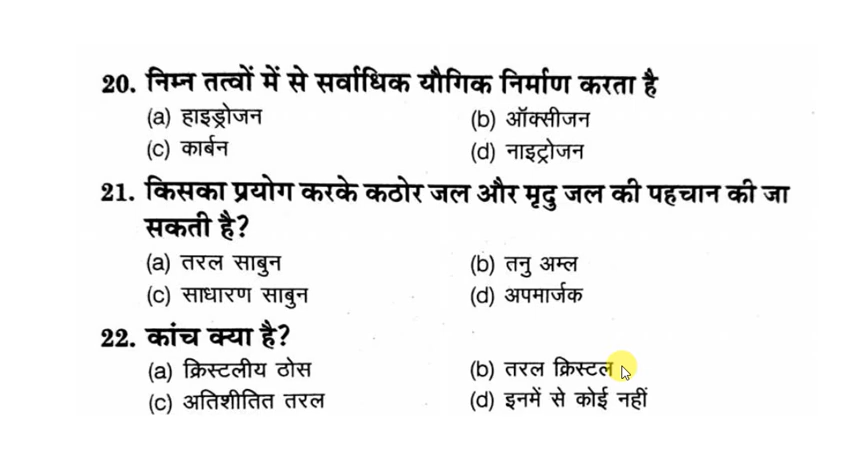 20. निम्न तत्वों में से सर्वाधिक यौगिक निर्माण करता है
(a) हाइड्रोजन (b) ऑक्सीजन
(c) कार्बन (d) नाइट्रोजन
21. किसका प्रयोग करके कठोर जल और मृदु जल की पहचान की जा
सकती है?
(a) तरल साबुन (b) तनु अम्ल
(c) साधारण साबुन (d) अपमार्जक
22. कांच क्या है?
(a) क्रिस्टलीय ठोस (b) तरल क्रिस्टल
(c) अतिशीतित तरल (d) इनमें से कोई नहीं